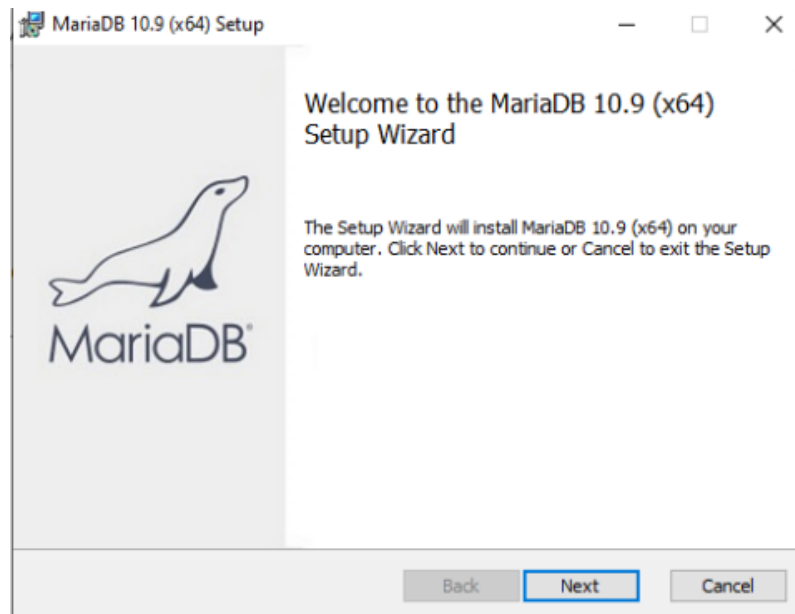 MariaDB 10.9 (x64) Setup
Welcome to the MariaDB 10.9 (x64)
Setup Wizard
The Setup Wizard will install MariaDB 10.9 (x64) on your
computer. Click Next to continue or Cancel to exit the Setup
Wizard.
MariaDB®
Back Next Cancel